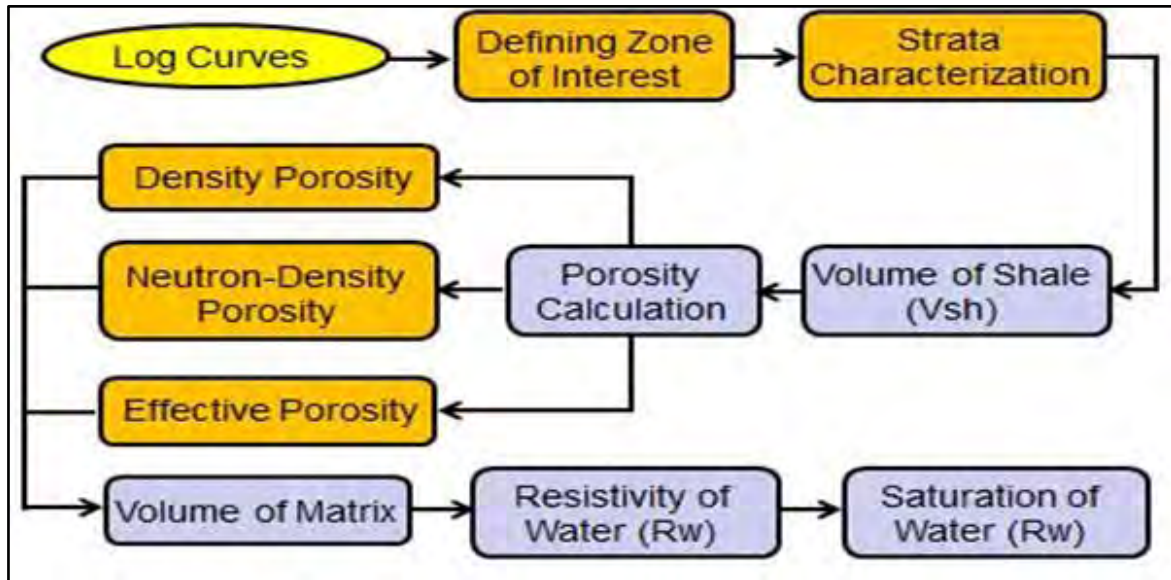 Log Curves
Defining Zone
of Interest
Strata
Characterization
Volume of Shale
(Vsh)
Porosity
Calculation
Density Porosity
Neutron-Density
Porosity
Effective Porosity
Volume of Matrix
Resistivity of
Water (Rw)
Saturation of
Water (Rw)